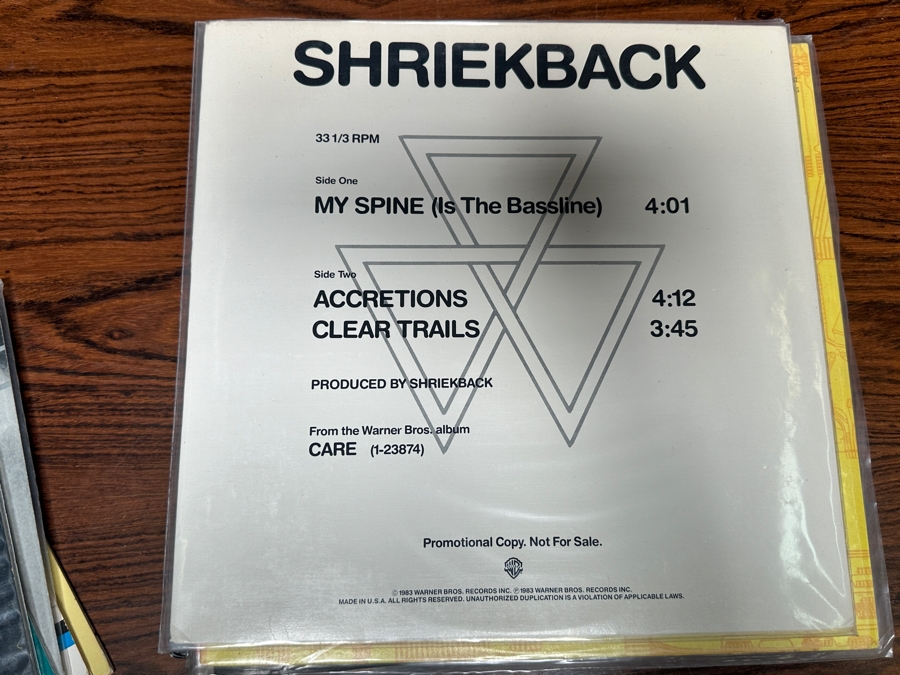 SHRIEKBACK
33 1/3 RPM
Side One
MY SPINE (Is The Bassline) 4:01
Side Two
ACCRETIONS 4:12
CLEAR TRAILS 3:45
PRODUCED BY SHRIEKBACK
From the Warner Bros. album
CARE (1-23874)
Promotional Copy. Not For Sale.
© 1983 WARNER BROS. RECORDS INC. ℗ 1983 WARNER BROS. RECORDS INC.
MADE IN U.S.A. ALL RIGHTS RESERVED. UNAUTHORIZED DUPLICATION IS A VIOLATION OF APPLICABLE LAWS.